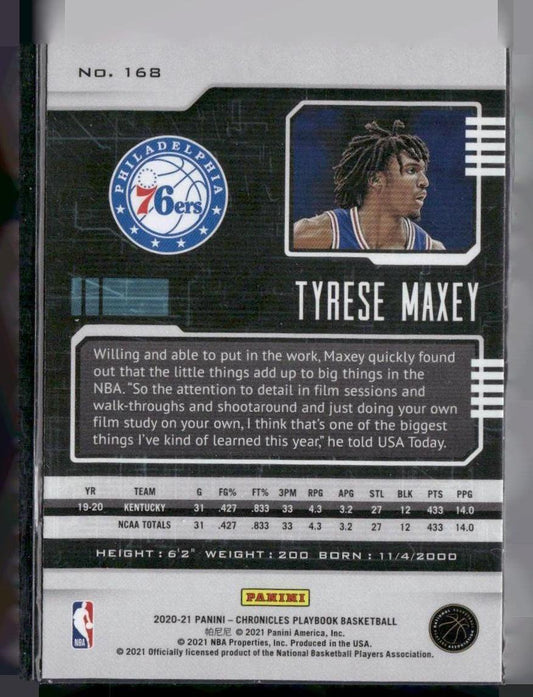 No. 168
PHILADELPHIA
76ers
TYRESE MAXEY
Willing and able to put in the work, Maxey quickly found
out that the little things add up to big things in the
NBA. "So the attention to detail in film sessions and
walk-throughs and shootaround and just doing your own
film study on your own, I think that's one of the biggest
things I've kind of learned this year," he told USA Today.
YR TEAM G FG% FT% 3PM RPG APG STL BLK PTS PPG
19-20 KENTUCKY 31 .427 .833 33 4.3 3.2 27 12 433 14.0
NCAA TOTALS 31 .427 .833 33 4.3 3.2 27 12 433 14.0
HEIGHT: 6'2" WEIGHT: 200 BORN: 11/4/2000
PANINI
2020-21 PANINI – CHRONICLES PLAYBOOK BASKETBALL
帕尼尼 © 2021 Panini America, Inc.
© 2021 NBA Properties, Inc. Produced in the USA.
© 2021 Officially licensed product of the National Basketball Players Association.
NBA